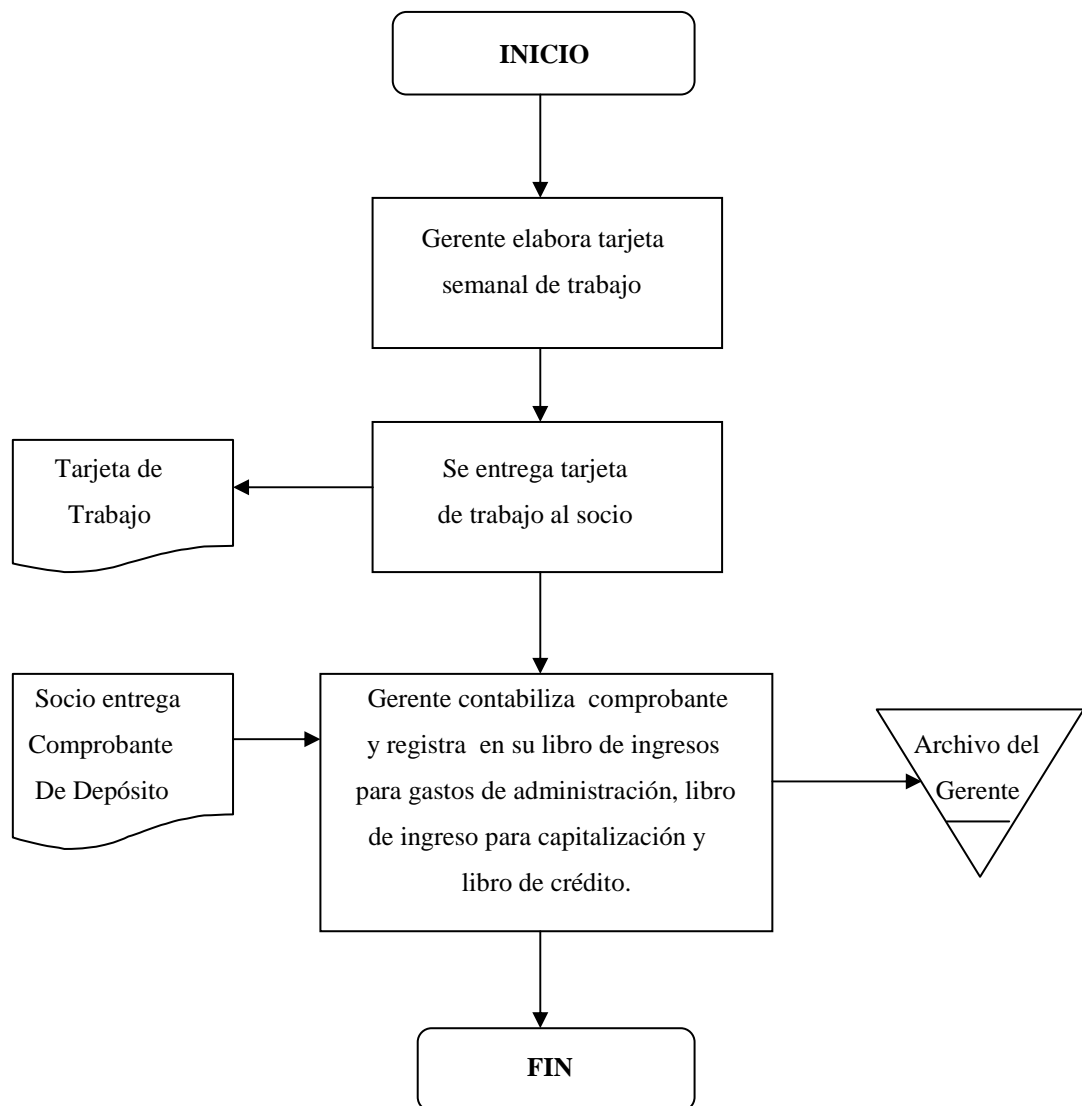 INICIO
Gerente elabora tarjeta
semanal de trabajo
Tarjeta de
Trabajo
Se entrega tarjeta
de trabajo al socio
Socio entrega
Comprobante
De Depósito
Gerente contabiliza comprobante
y registra en su libro de ingresos
para gastos de administración, libro
de ingreso para capitalización y
libro de crédito.
Archivo del
Gerente
FIN